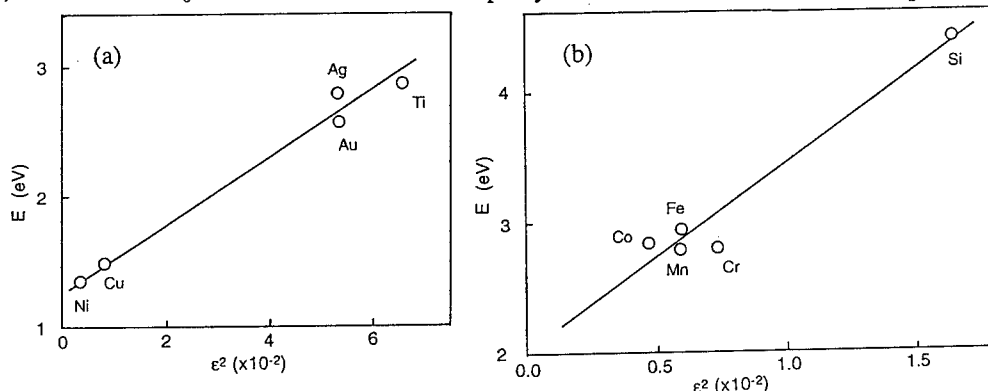 (a)
3
2
1
E (eV)
Ag
Au
Ti
Ni
Cu
0 2 4 6
ε² (x10⁻²)
(b)
4
3
2
E (eV)
Si
Fe
Co
Mn
Cr
0.0 0.5 1.0 1.5
ε² (x10⁻²)